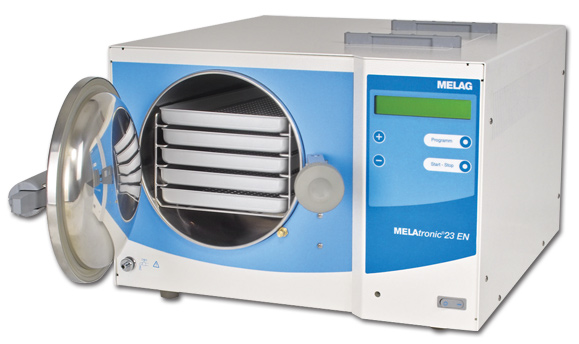 MELAG
Programm
Start - Stop
MELAtronic®23 EN